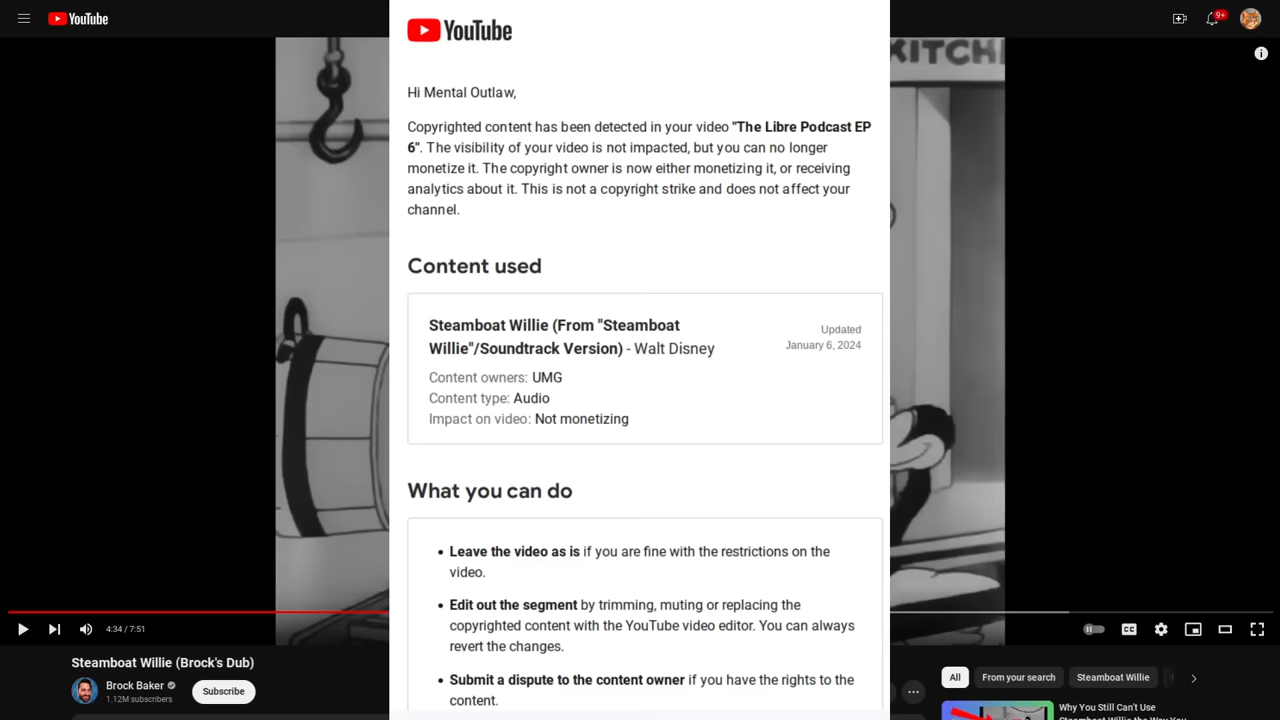 YouTube
9+
YouTube
KITCH
Hi Mental Outlaw,
Copyrighted content has been detected in your video "The Libre Podcast EP
6". The visibility of your video is not impacted, but you can no longer
monetize it. The copyright owner is now either monetizing it, or receiving
analytics about it. This is not a copyright strike and does not affect your
channel.
Content used
Steamboat Willie (From "Steamboat
Willie"/Soundtrack Version) - Walt Disney
Updated
January 6, 2024
Content owners: UMG
Content type: Audio
Impact on video: Not monetizing
What you can do
• Leave the video as is if you are fine with the restrictions on the
video.
• Edit out the segment by trimming, muting or replacing the
copyrighted content with the YouTube video editor. You can always
revert the changes.
• Submit a dispute to the content owner if you have the rights to the
content.
4:34 / 7:51
CC
Steamboat Willie (Brock's Dub)
Brock Baker
1.12M subscribers
Subscribe
All
From your search
Steamboat Willie
Why You Still Can't Use
Steamboat Willie the Way You